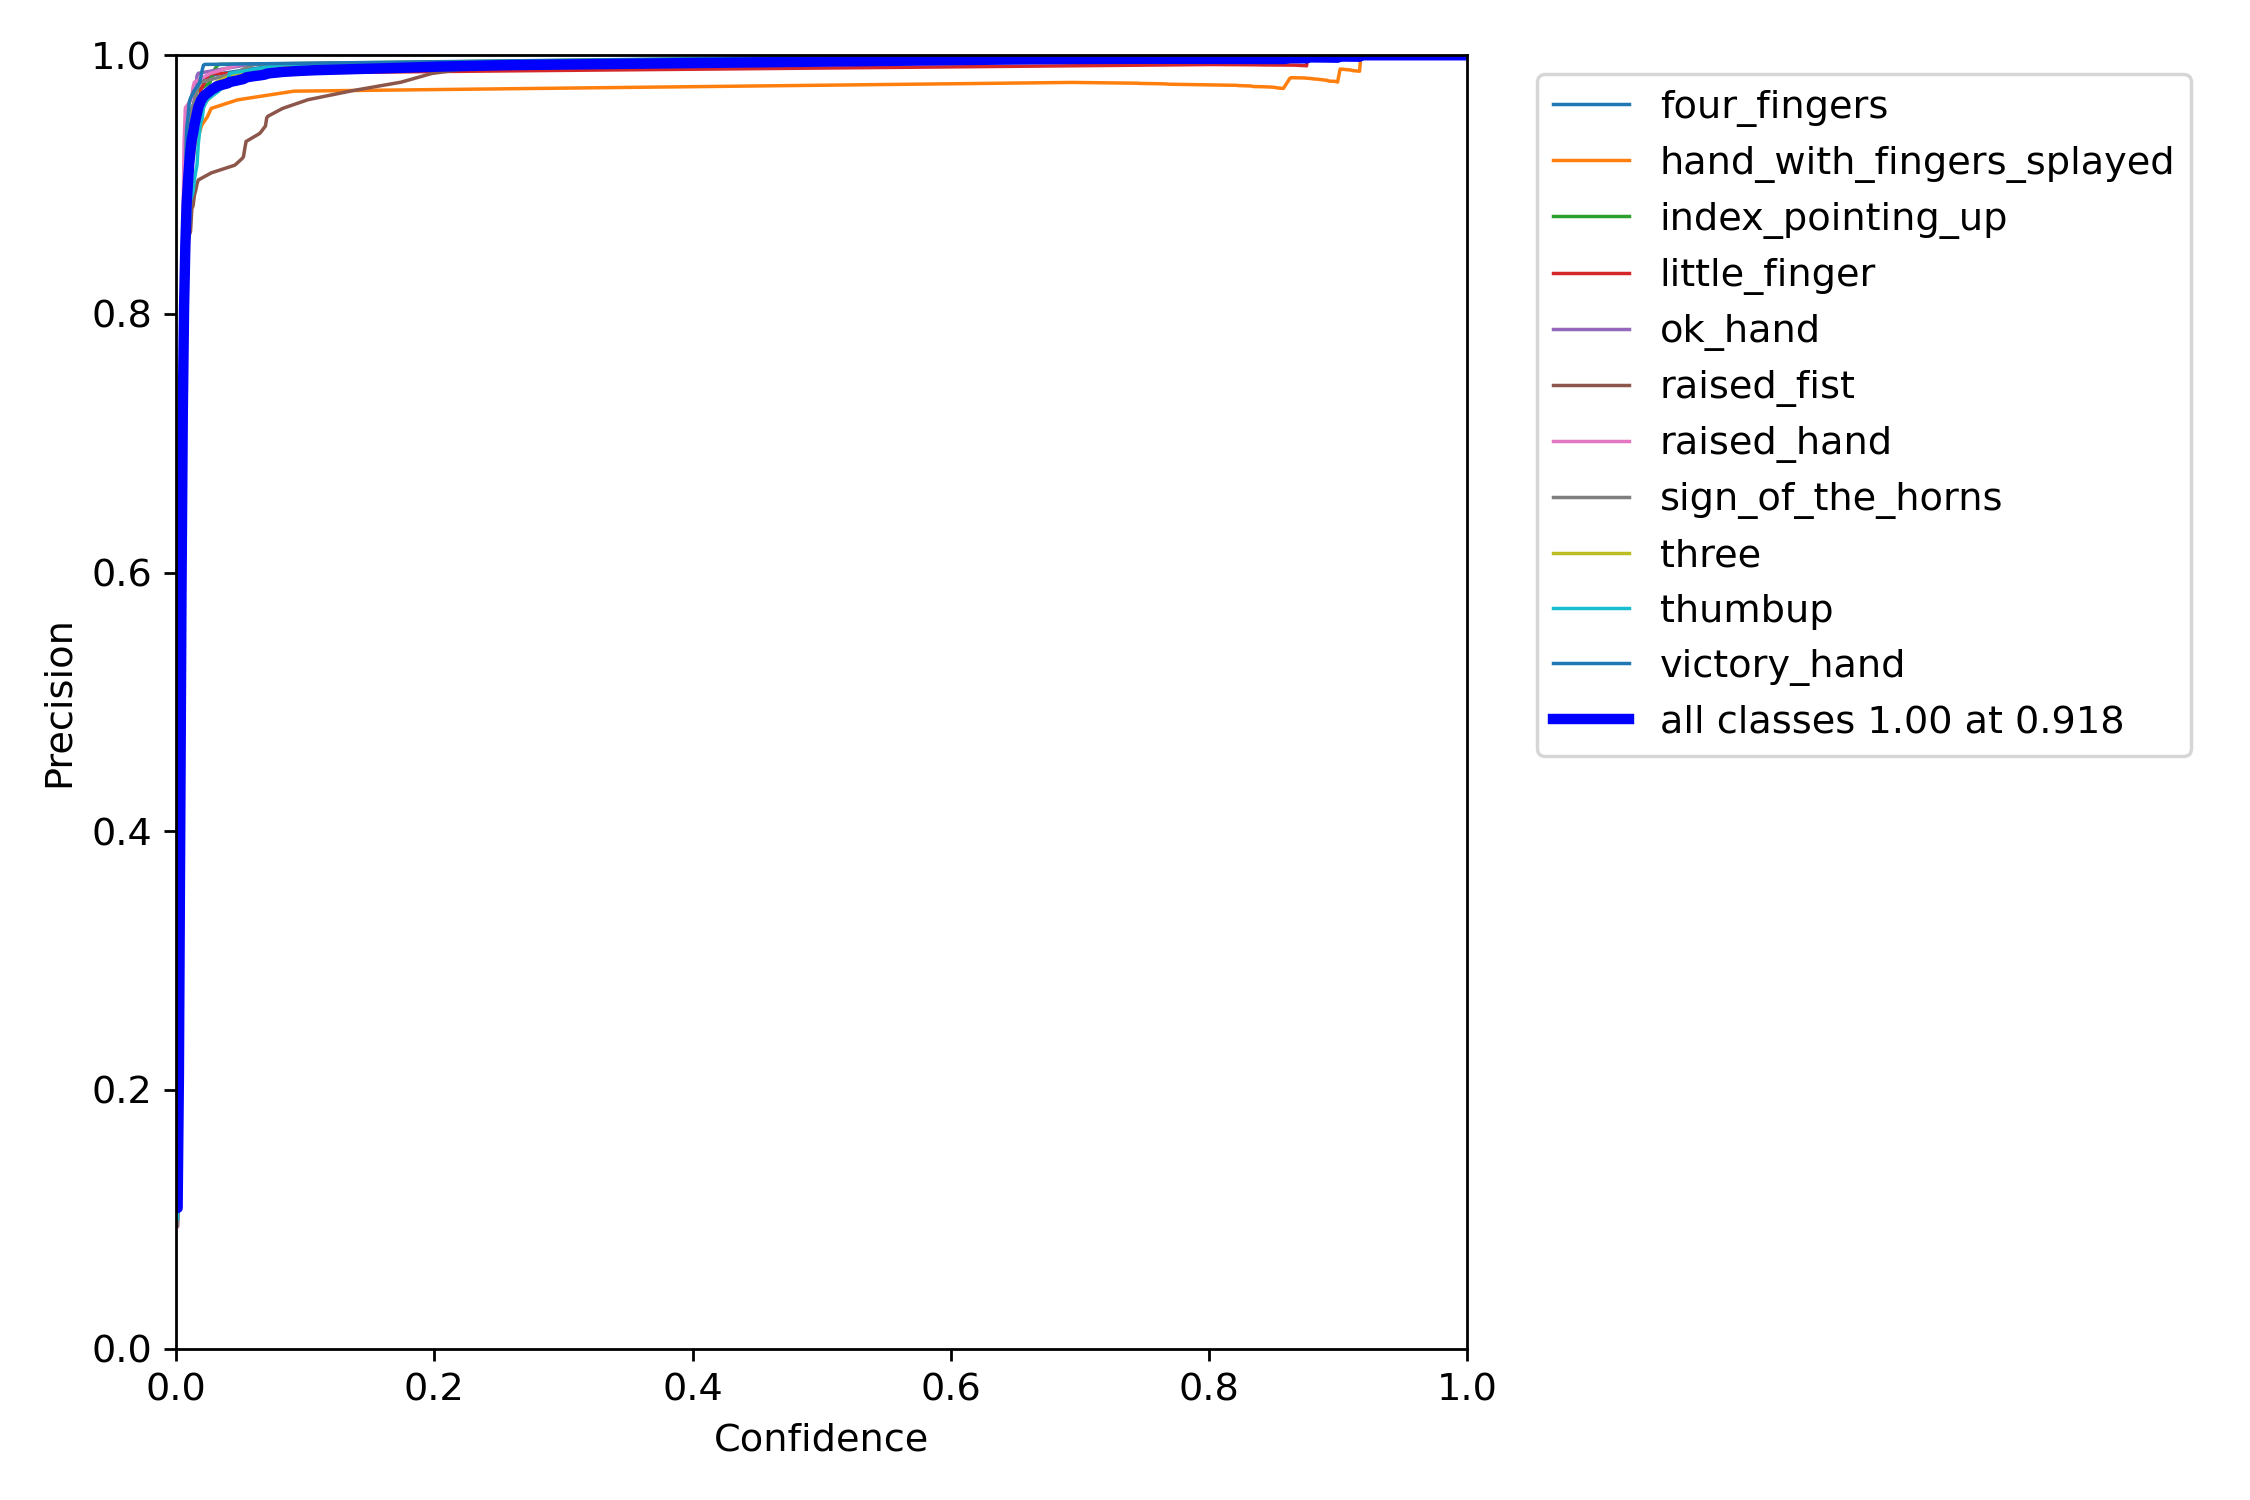 1.0
0.8
0.6
0.4
0.2
0.0
Precision
0.0 0.2 0.4 0.6 0.8 1.0
Confidence
four_fingers
hand_with_fingers_splayed
index_pointing_up
little_finger
ok_hand
raised_fist
raised_hand
sign_of_the_horns
three
thumbup
victory_hand
all classes 1.00 at 0.918